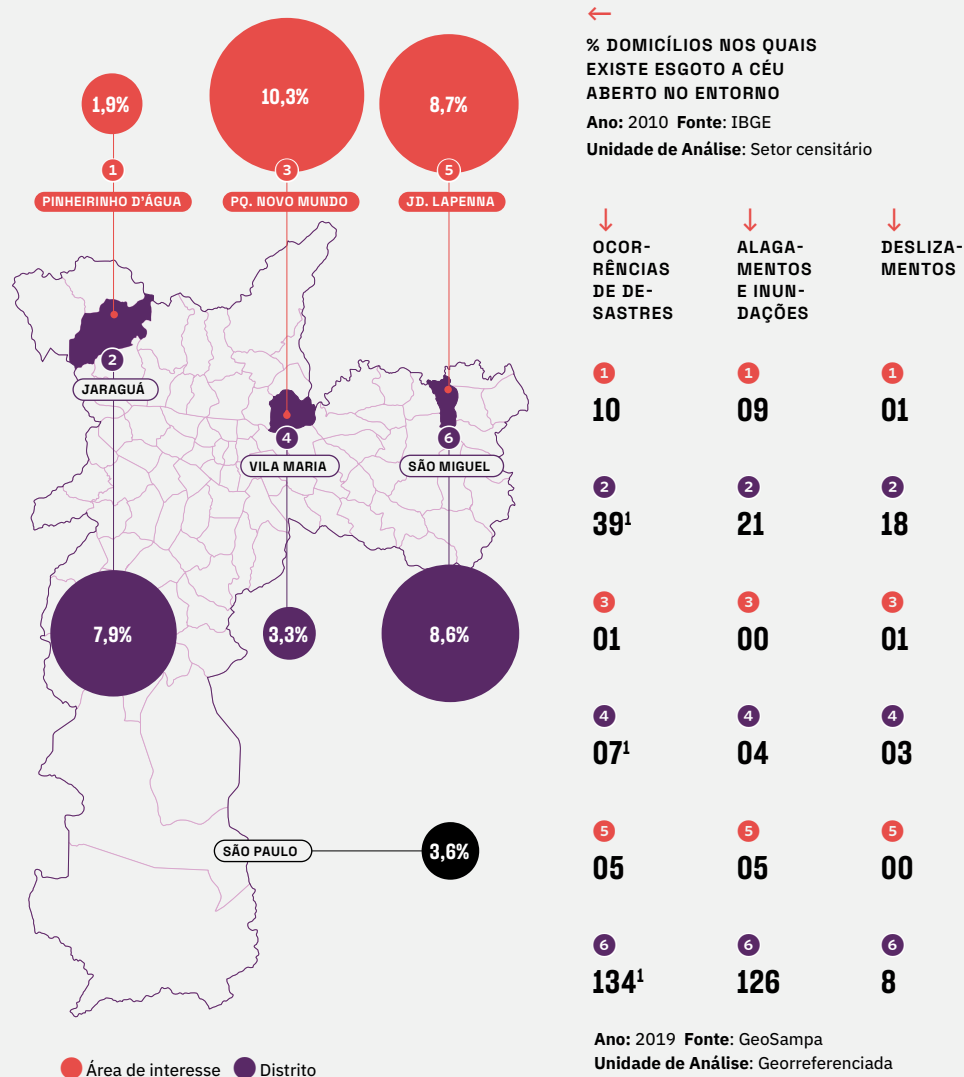 ←
% DOMICÍLIOS NOS QUAIS
EXISTE ESGOTO A CÉU
ABERTO NO ENTORNO
Ano: 2010 Fonte: IBGE
Unidade de Análise: Setor censitário
1,9%
10,3%
8,7%
1
3
5
PINHEIRINHO D'ÁGUA
PQ. NOVO MUNDO
JD. LAPENNA
2
JARAGUÁ
4
VILA MARIA
6
SÃO MIGUEL
7,9%
3,3%
8,6%
SÃO PAULO
3,6%
Área de interesse
Distrito
↓ ↓ ↓
OCOR-
RÊNCIAS
DE DE-
SASTRES
ALAGA-
MENTOS
E INUN-
DAÇÕES
DESLIZA-
MENTOS
1 1 1
10 09 01
2 2 2
39¹ 21 18
3 3 3
01 00 01
4 4 4
07¹ 04 03
5 5 5
05 05 00
6 6 6
134¹ 126 8
Ano: 2019 Fonte: GeoSampa
Unidade de Análise: Georreferenciada